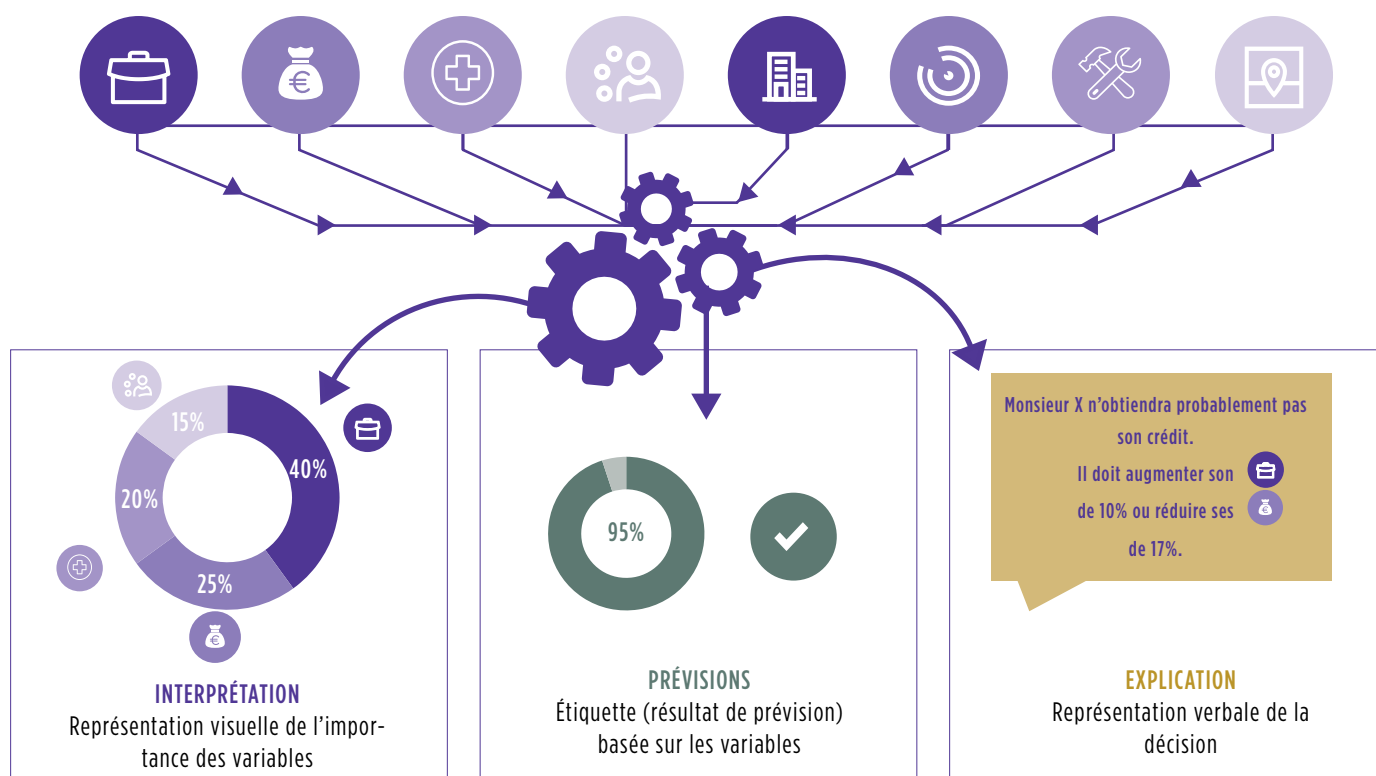 15%
40%
20%
25%
INTERPRÉTATION
Représentation visuelle de l’impor-
tance des variables
95%
PRÉVISIONS
Étiquette (résultat de prévision)
basée sur les variables
Monsieur X n’obtiendra probablement pas
son crédit.
Il doit augmenter son
de 10% ou réduire ses
de 17%.
EXPLICATION
Représentation verbale de la
décision